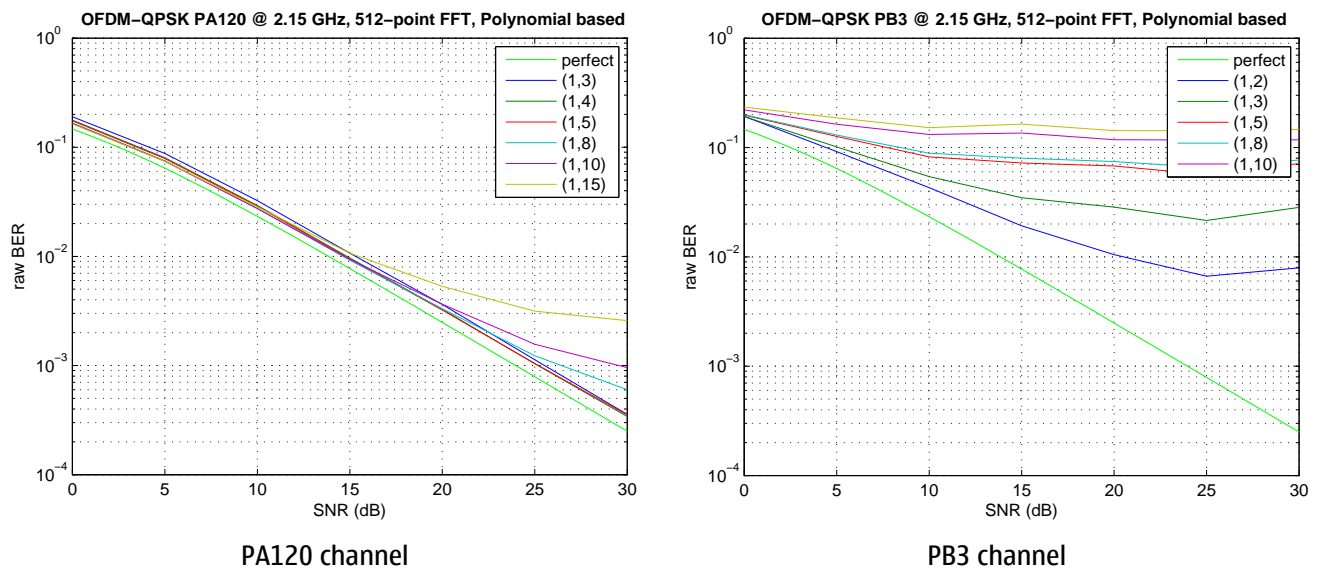 OFDM−QPSK PA120 @ 2.15 GHz, 512−point FFT, Polynomial based
10^0
10^−1
10^−2
10^−3
10^−4
raw BER
0 5 10 15 20 25 30
SNR (dB)
perfect
(1,3)
(1,4)
(1,5)
(1,8)
(1,10)
(1,15)
PA120 channel
OFDM−QPSK PB3 @ 2.15 GHz, 512−point FFT, Polynomial based
10^0
10^−1
10^−2
10^−3
10^−4
raw BER
0 5 10 15 20 25 30
SNR (dB)
perfect
(1,2)
(1,3)
(1,5)
(1,8)
(1,10)
PB3 channel